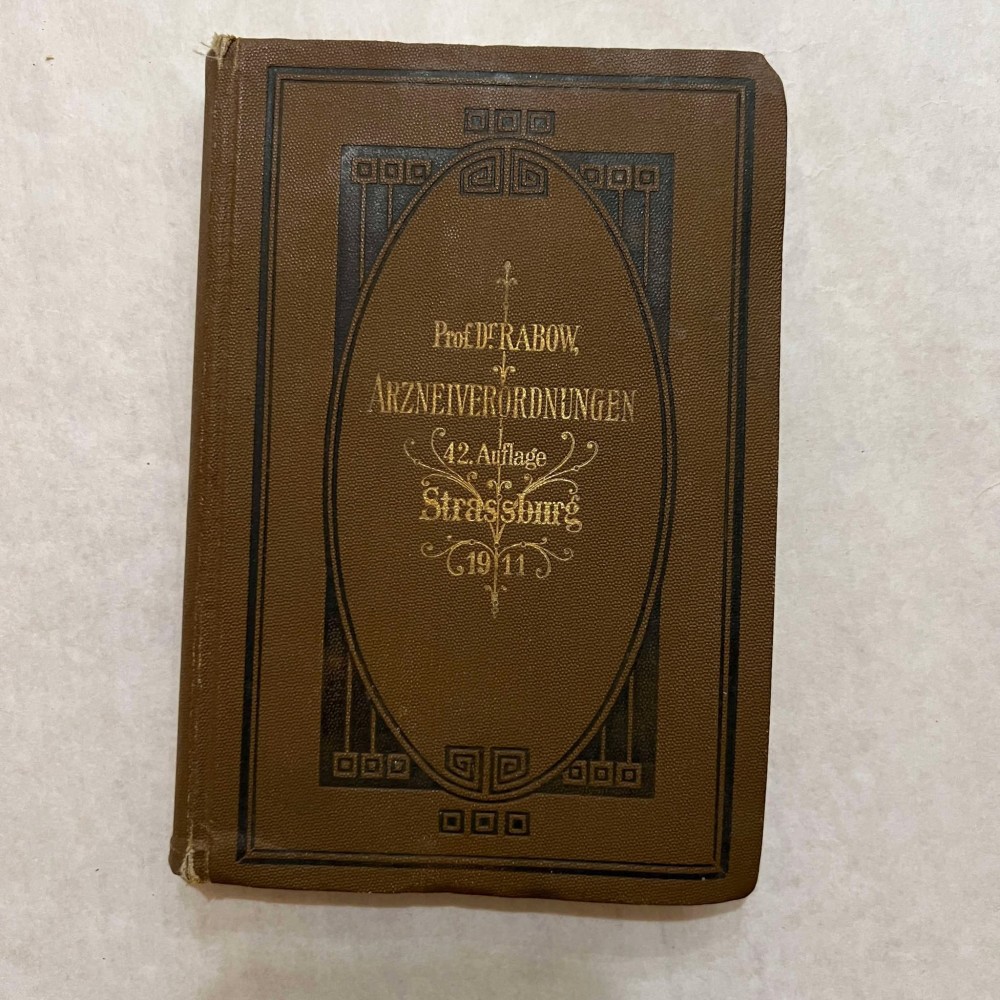 Prof. Dr. RABOW,
ARZNEIVERORDNUNGEN
42. Auflage
Strassburg
1911